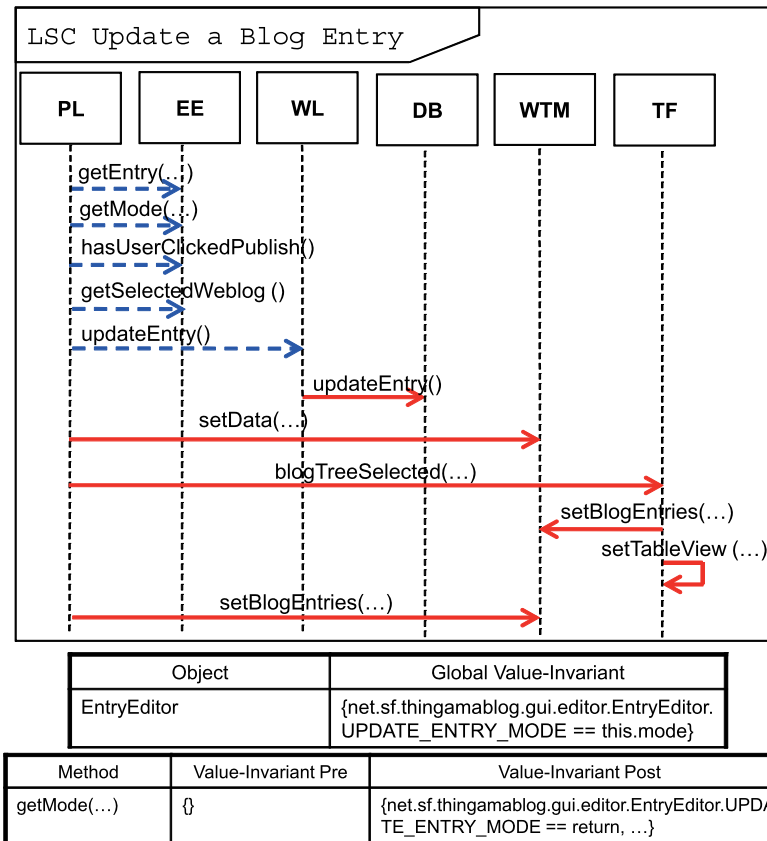 LSC Update a Blog Entry
PL EE WL DB WTM TF
getEntry(...)
getMode(...)
hasUserClickedPublish()
getSelectedWeblog ()
updateEntry()
updateEntry()
setData(...)
blogTreeSelected(...)
setBlogEntries(...)
setTableView (...)
setBlogEntries(...)
Object Global Value-Invariant
EntryEditor {net.sf.thingamablog.gui.editor.EntryEditor.
UPDATE_ENTRY_MODE == this.mode}
Method Value-Invariant Pre Value-Invariant Post
getMode(...) {} {net.sf.thingamablog.gui.editor.EntryEditor.UPDA
TE_ENTRY_MODE == return, ...}